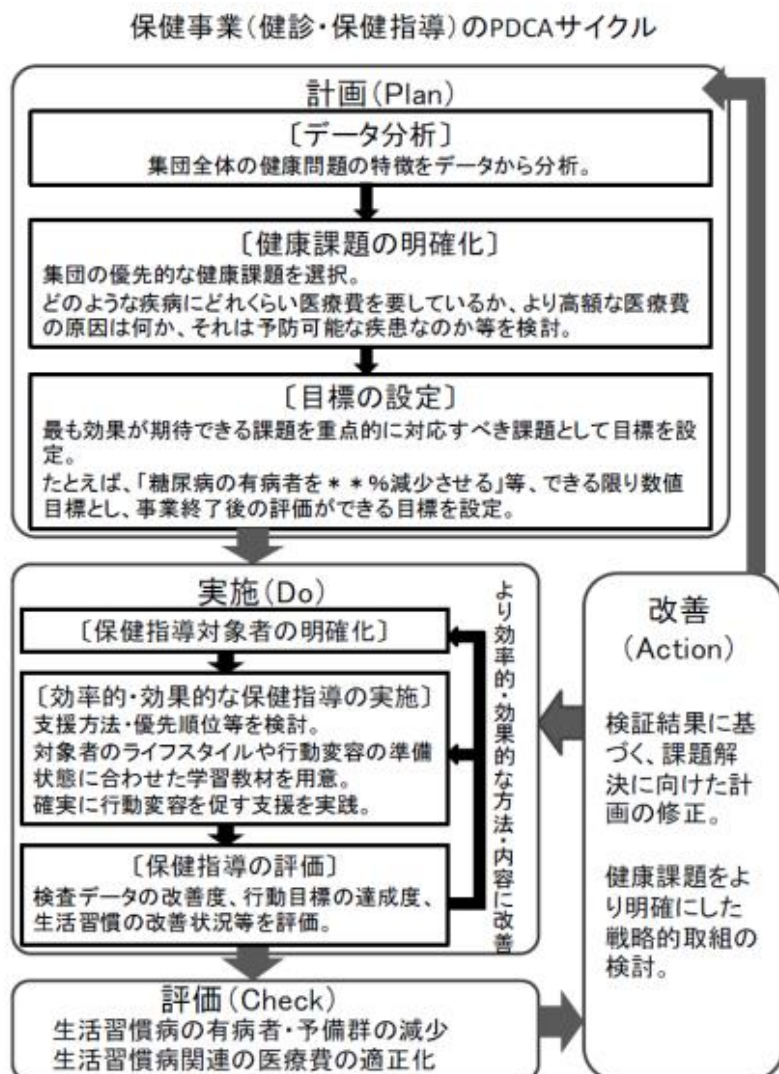 保健事業(健診・保健指導)のPDCAサイクル
計画(Plan)
〔データ分析〕
集団全体の健康問題の特徴をデータから分析。
〔健康課題の明確化〕
集団の優先的な健康課題を選択。
どのような疾病にどれくらい医療費を要しているか、より高額な医療費
の原因は何か、それは予防可能な疾患なのか等を検討。
〔目標の設定〕
最も効果が期待できる課題を重点的に対応すべき課題として目標を設
定。
たとえば、「糖尿病の有病者を**%減少させる」等、できる限り数値
目標とし、事業終了後の評価ができる目標を設定。
実施(Do)
〔保健指導対象者の明確化〕
〔効率的・効果的な保健指導の実施〕
支援方法・優先順位等を検討。
対象者のライフスタイルや行動変容の準備
状態に合わせた学習教材を用意。
確実に行動変容を促す支援を実践。
〔保健指導の評価〕
検査データの改善度、行動目標の達成度、
生活習慣の改善状況等を評価。
より効率的・効果的な方法・内容に改善
評価(Check)
生活習慣病の有病者・予備群の減少
生活習慣病関連の医療費の適正化
改善
(Action)
検証結果に基
づく、課題解
決に向けた計
画の修正。
健康課題をよ
り明確にした
戦略的取組の
検討。